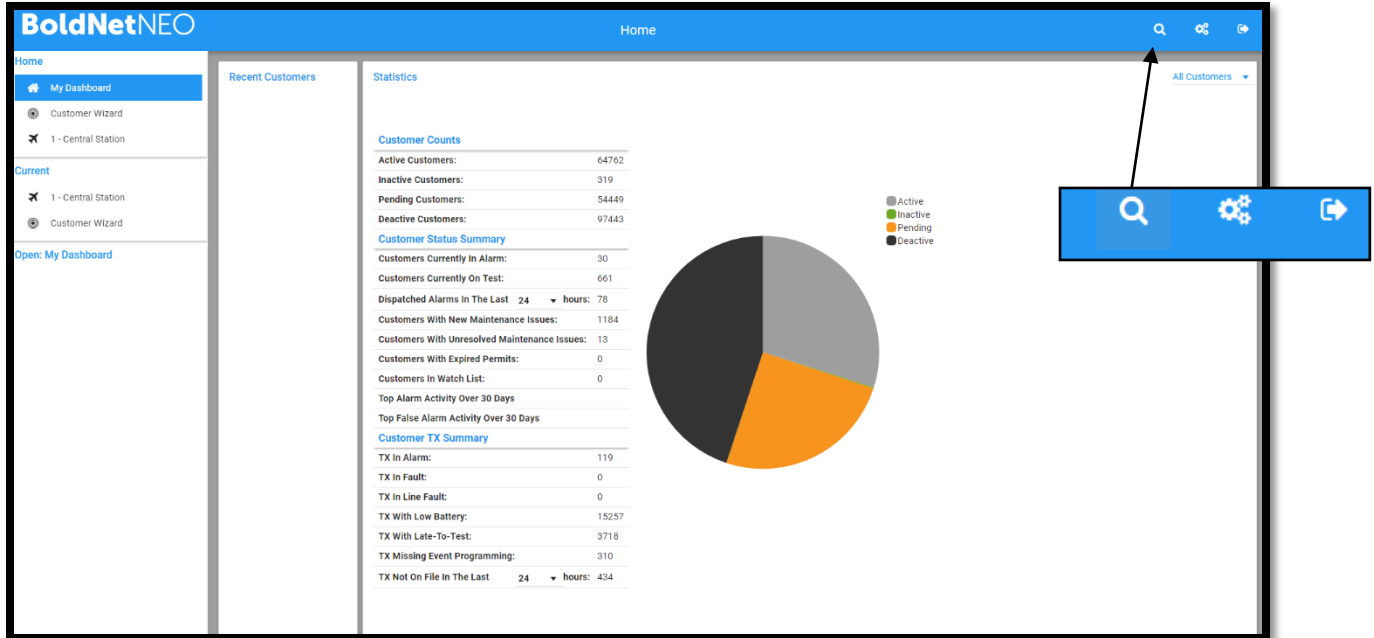 BoldNetNEO
Home
Home
My Dashboard
Customer Wizard
1 - Central Station
Current
1 - Central Station
Customer Wizard
Open: My Dashboard
Recent Customers
Statistics
All Customers
Customer Counts
Active Customers: 64762
Inactive Customers: 319
Pending Customers: 54449
Deactive Customers: 97443
Customer Status Summary
Customers Currently In Alarm: 30
Customers Currently On Test: 661
Dispatched Alarms In The Last 24 hours: 78
Customers With New Maintenance Issues: 1184
Customers With Unresolved Maintenance Issues: 13
Customers With Expired Permits: 0
Customers In Watch List: 0
Top Alarm Activity Over 30 Days
Top False Alarm Activity Over 30 Days
Customer TX Summary
TX In Alarm: 119
TX In Fault: 0
TX In Line Fault: 0
TX With Low Battery: 15257
TX With Late-To-Test: 3718
TX Missing Event Programming: 310
TX Not On File In The Last 24 hours: 434
Active
Inactive
Pending
Deactive